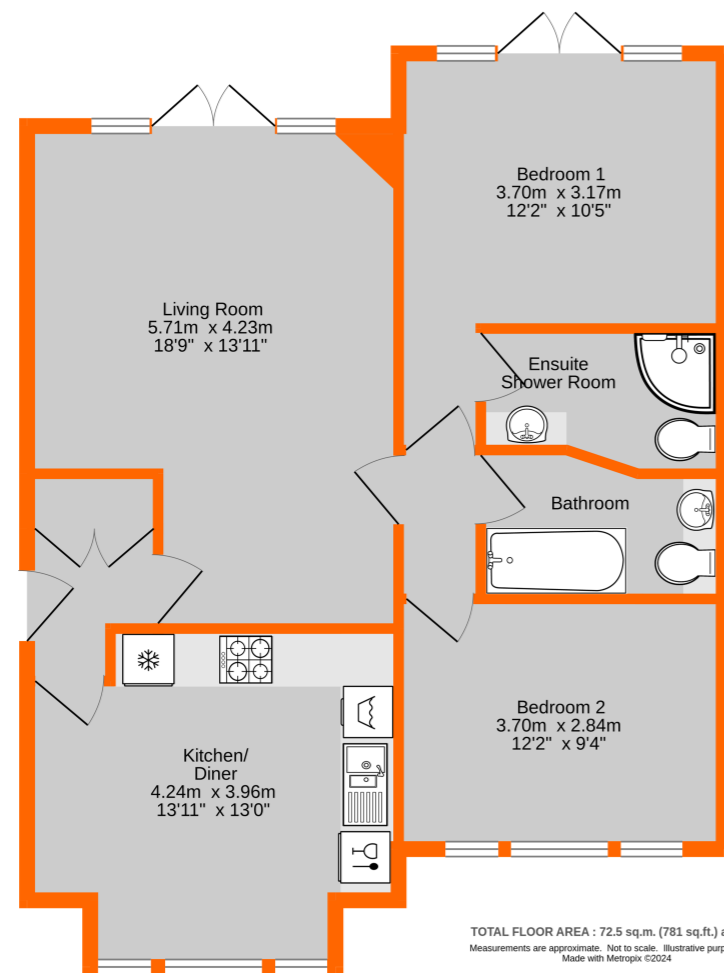 Bedroom 1
3.70m x 3.17m
12'2" x 10'5"
Living Room
5.71m x 4.23m
18'9" x 13'11"
Ensuite
Shower Room
Bathroom
Bedroom 2
3.70m x 2.84m
12'2" x 9'4"
Kitchen/
Diner
4.24m x 3.96m
13'11" x 13'0"
TOTAL FLOOR AREA : 72.5 sq.m. (781 sq.ft.) a
Measurements are approximate. Not to scale. Illustrative purp
Made with Metropix ©2024